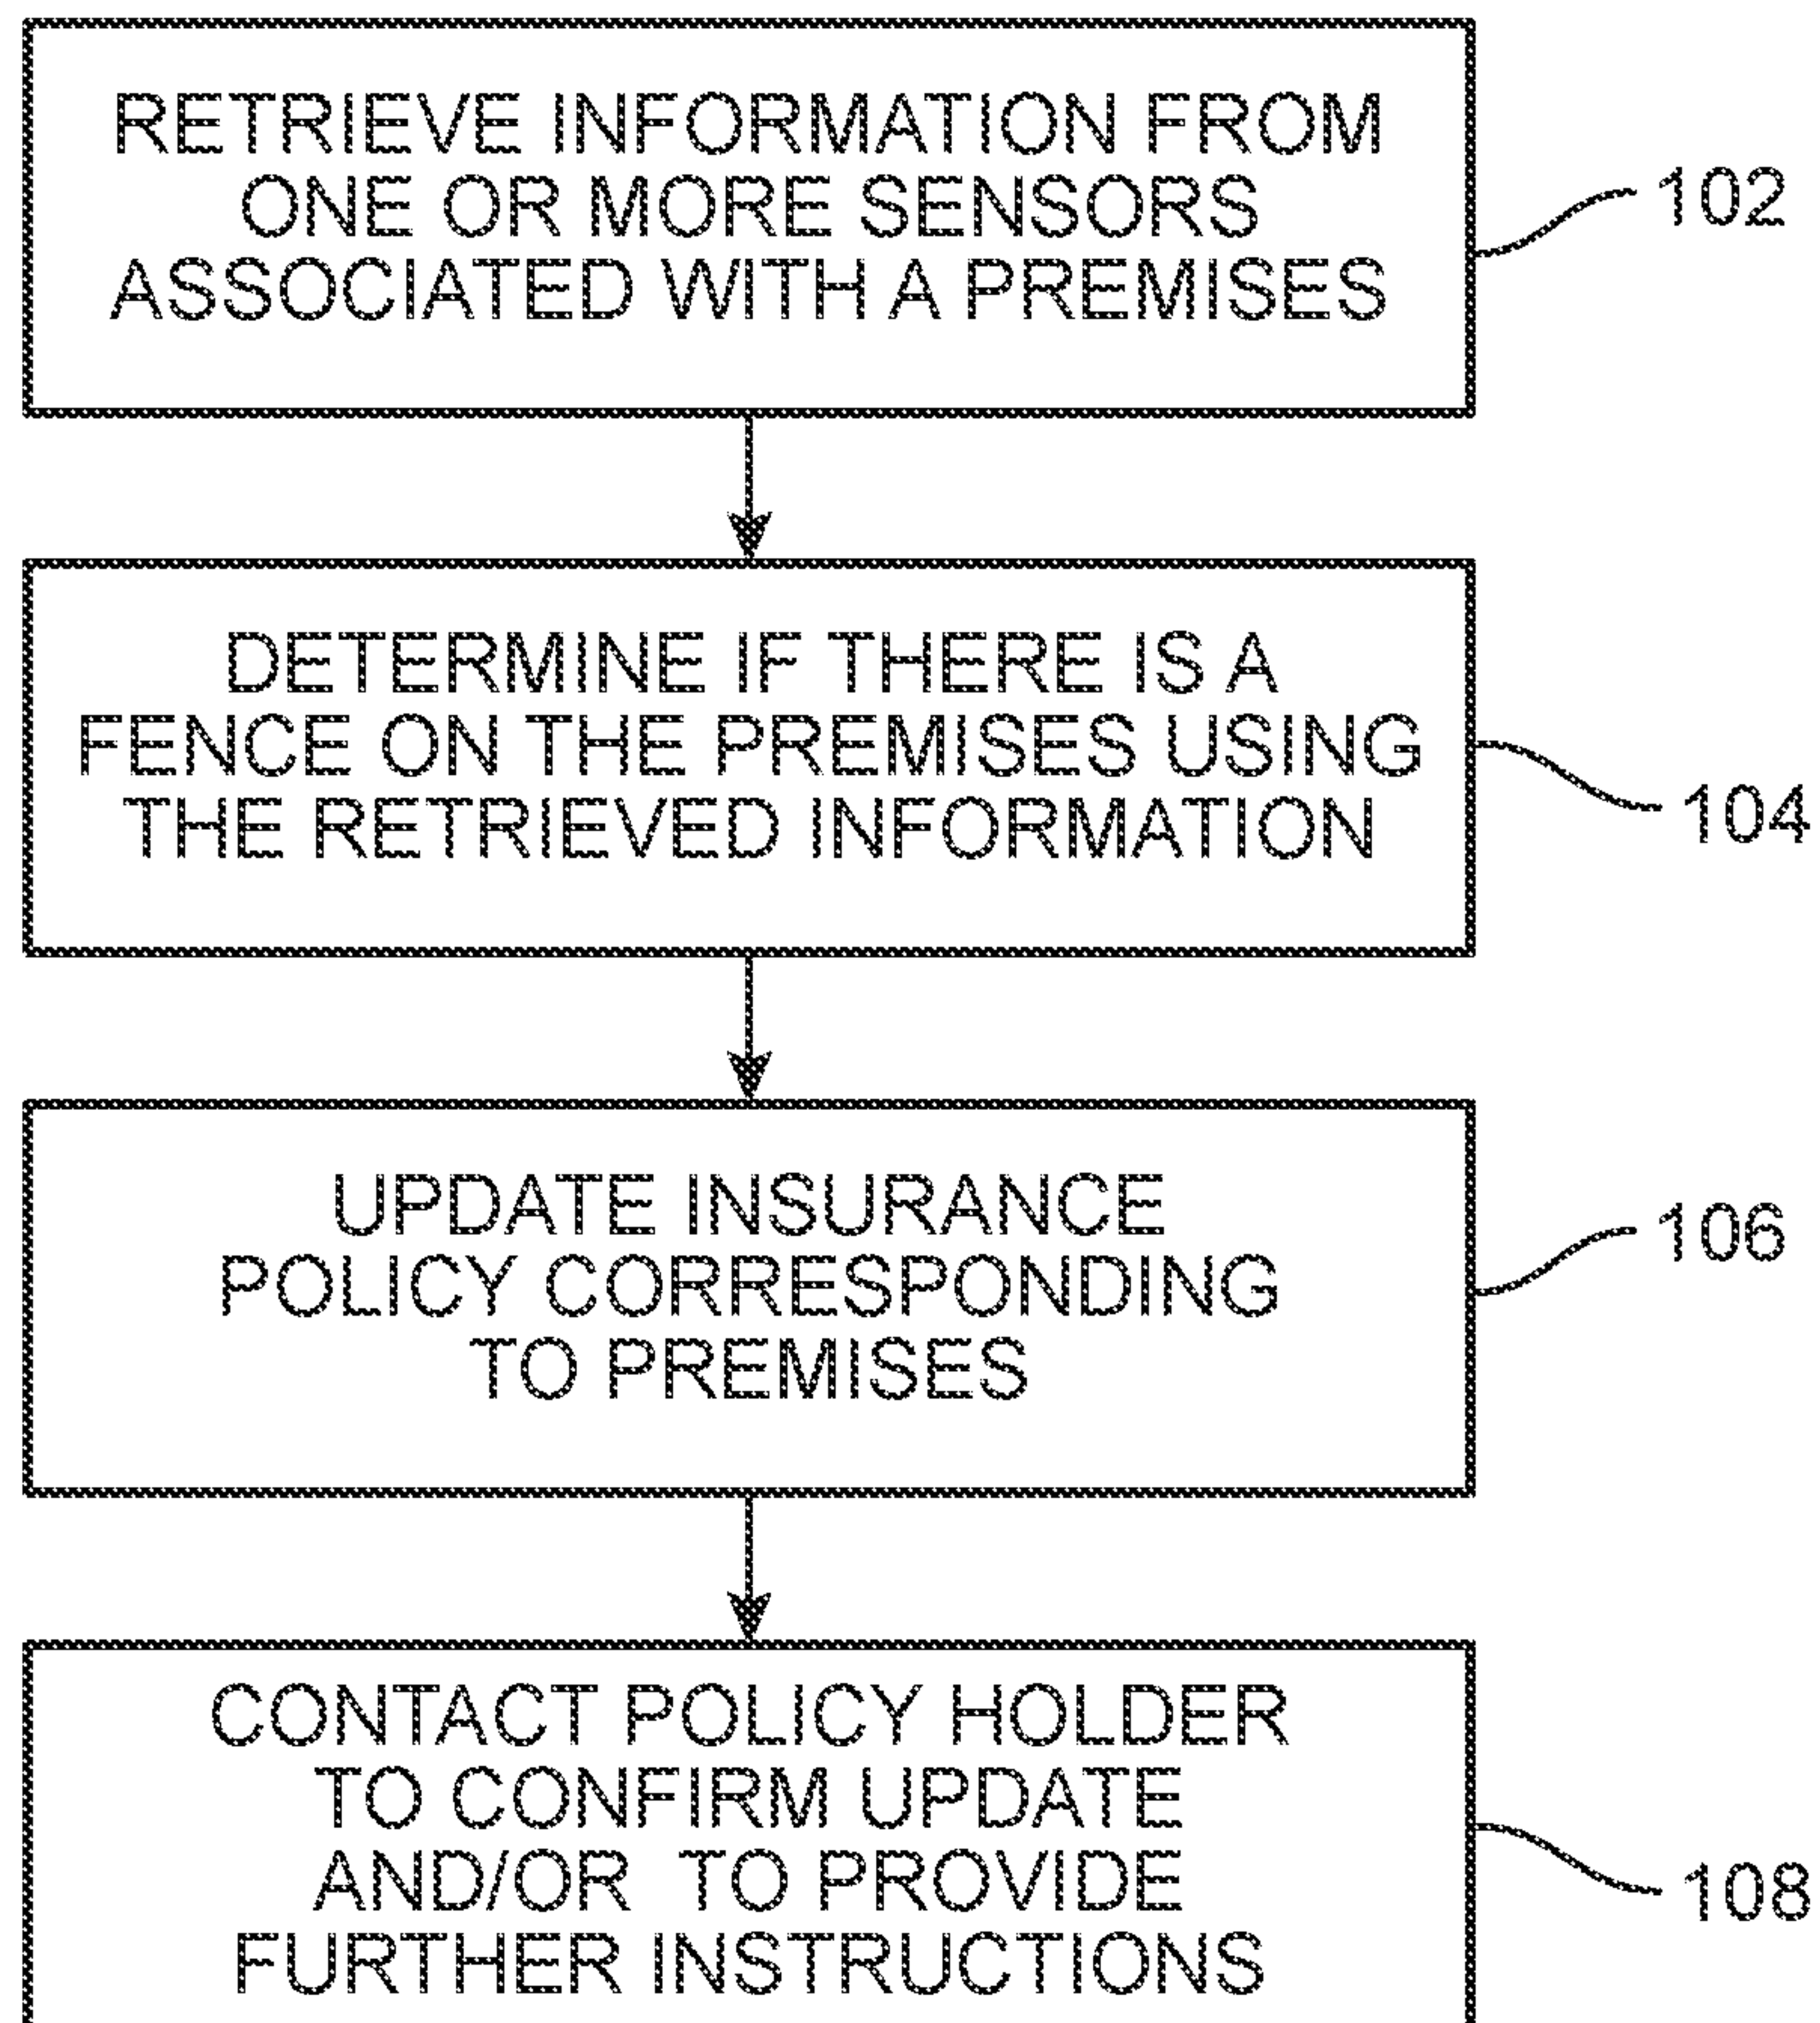 RETRIEVE INFORMATION FROM
ONE OR MORE SENSORS
ASSOCIATED WITH A PREMISES
102
DETERMINE IF THERE IS A
FENCE ON THE PREMISES USING
THE RETRIEVED INFORMATION
104
UPDATE INSURANCE
POLICY CORRESPONDING
TO PREMISES
106
CONTACT POLICY HOLDER
TO CONFIRM UPDATE
AND/OR TO PROVIDE
FURTHER INSTRUCTIONS
108